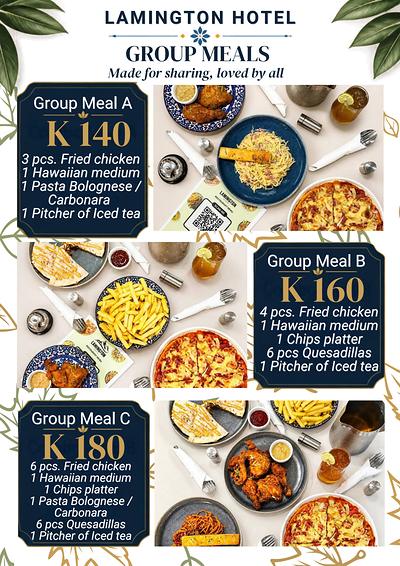 LAMINGTON HOTEL
GROUP MEALS
Made for sharing, loved by all
Group Meal A
K 140
3 pcs. Fried chicken
1 Hawaiian medium
1 Pasta Bolognese /
Carbonara
1 Pitcher of Iced tea
Group Meal B
K 160
4 pcs. Fried chicken
1 Hawaiian medium
1 Chips platter
6 pcs Quesadillas
1 Pitcher of Iced tea
Group Meal C
K 180
6 pcs. Fried chicken
1 Hawaiian medium
1 Chips platter
1 Pasta Bolognese /
Carbonara
6 pcs Quesadillas
1 Pitcher of Iced tea